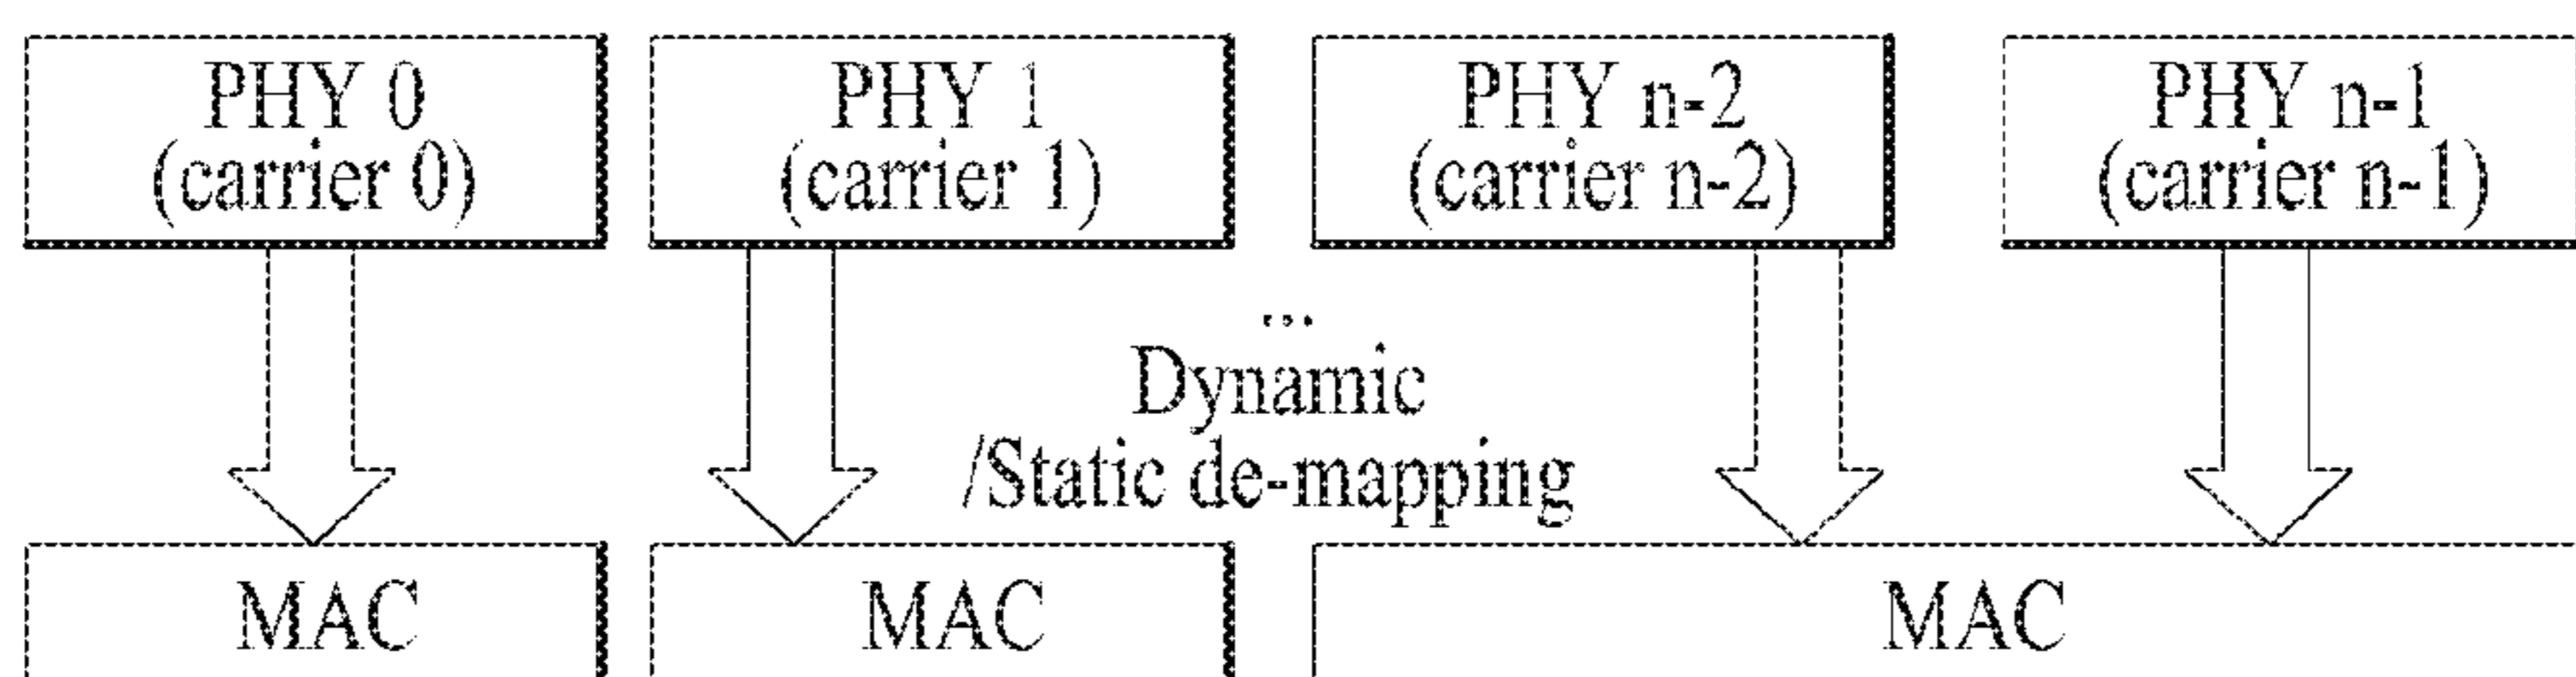 PHY 0
(carrier 0)
PHY 1
(carrier 1)
PHY n-2
(carrier n-2)
PHY n-1
(carrier n-1)
...
Dynamic
/Static de-mapping
MAC
MAC
MAC